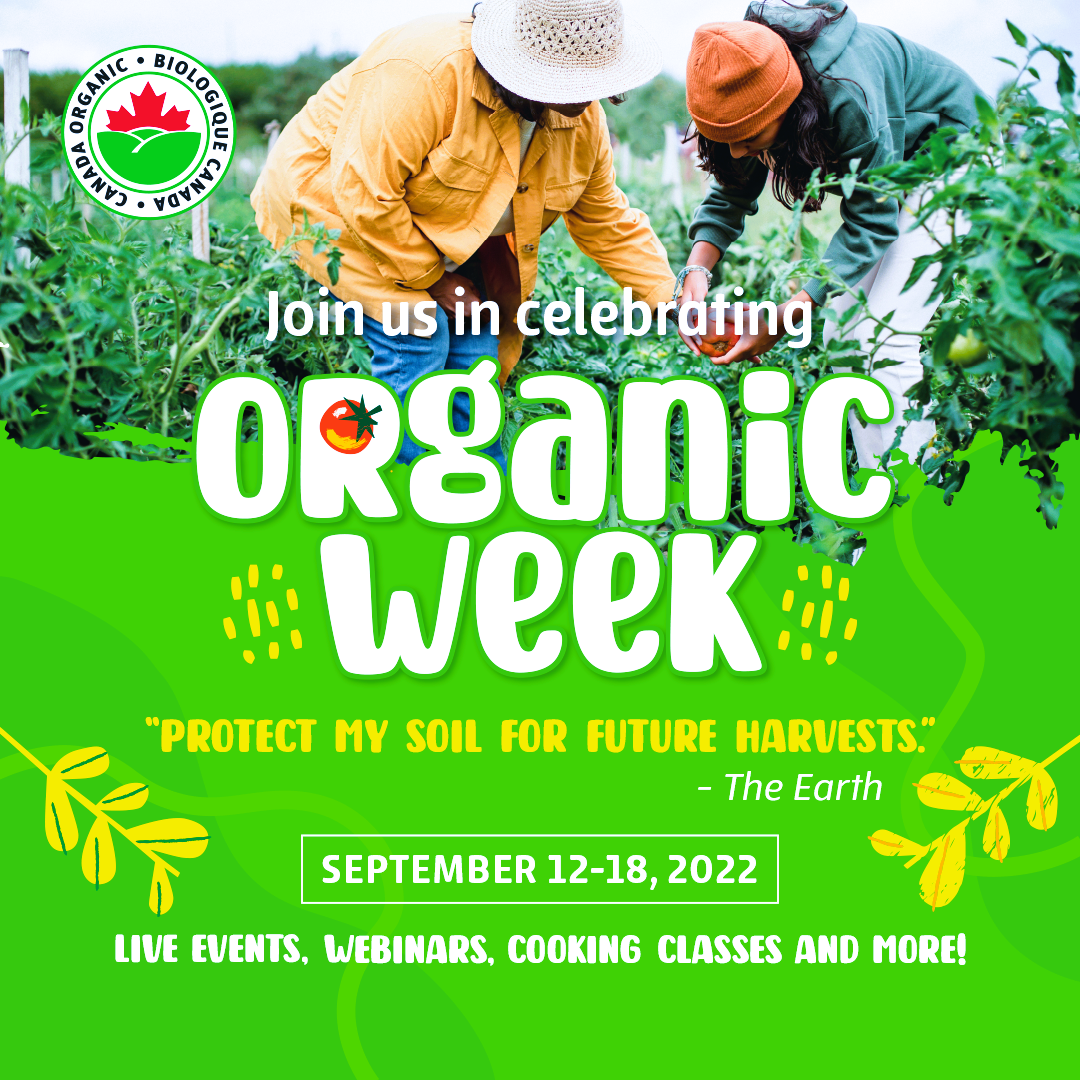 CANADA ORGANIC • BIOLOGIQUE CANADA •
Join us in celebrating
ORganic
week
"PROTECT MY SOIL FOR FUTURE HARVESTS."
- The Earth
SEPTEMBER 12-18, 2022
LIVE EVENTS, WEBINARS, COOKING CLASSES AND MORE!